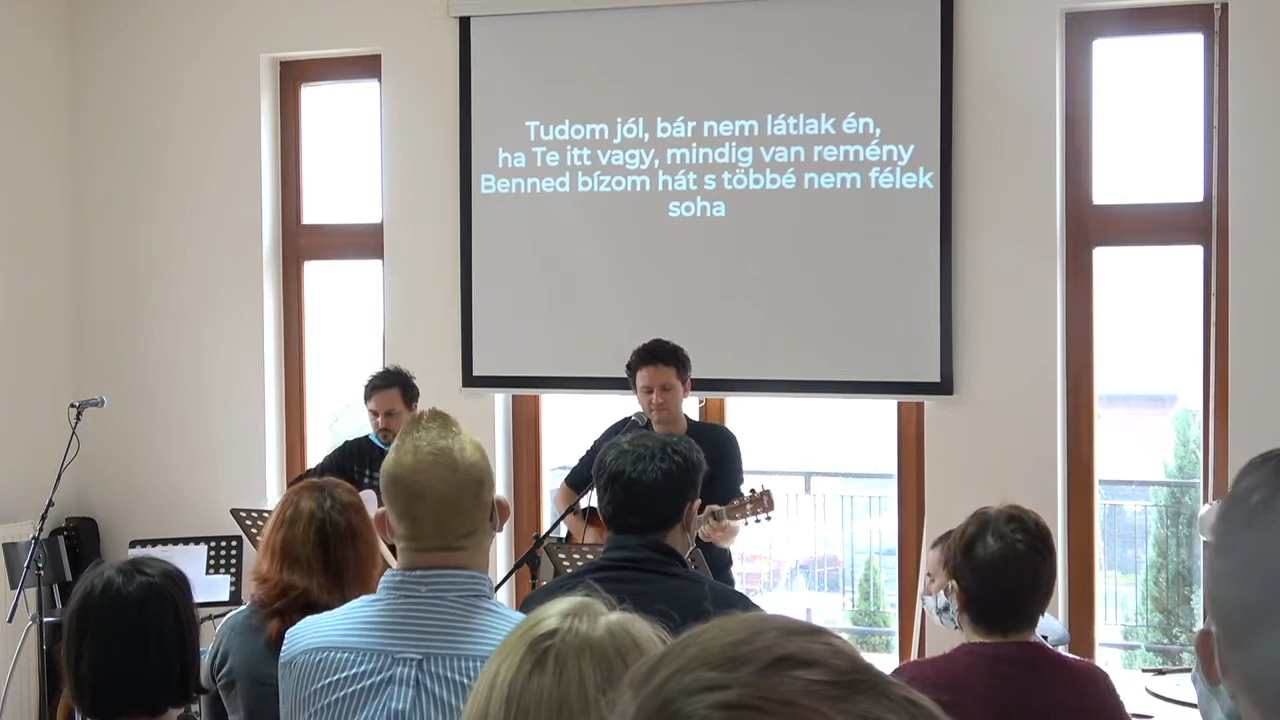 Tudom jól, bár nem látlak én,
ha Te itt vagy, mindig van remény
Benned bízom hát s többé nem félek
soha